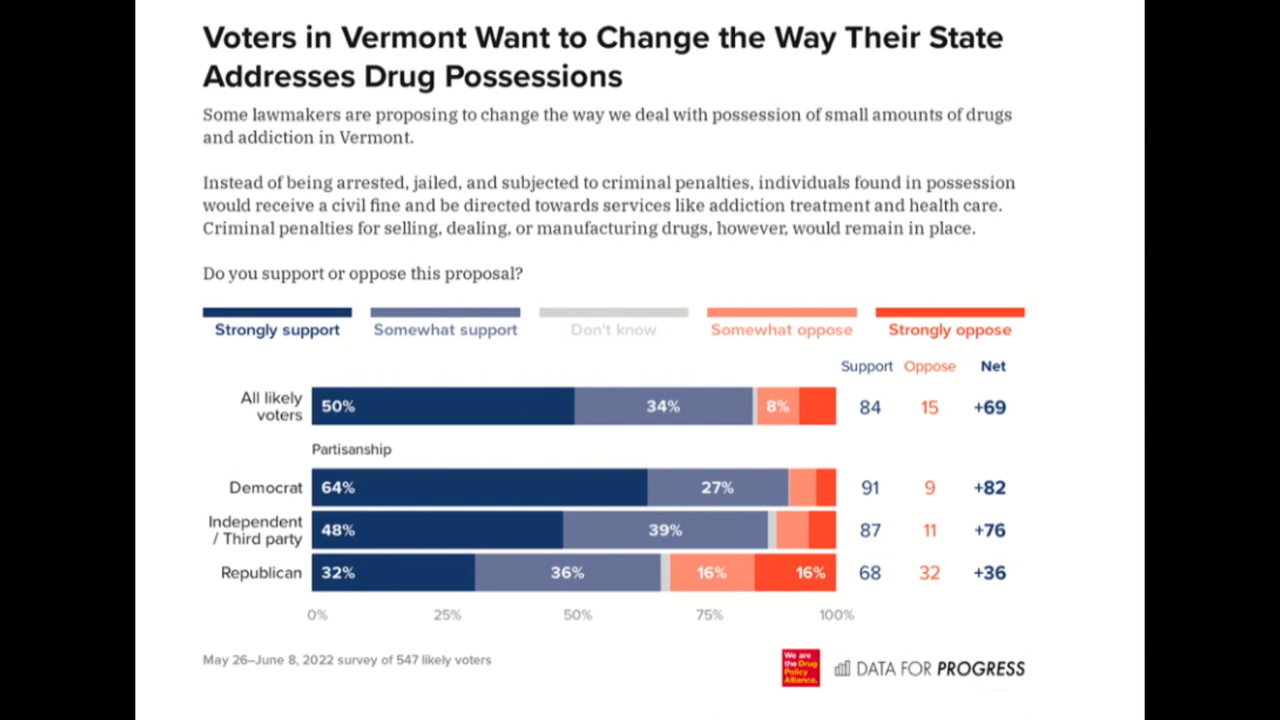 Voters in Vermont Want to Change the Way Their State
Addresses Drug Possessions
Some lawmakers are proposing to change the way we deal with possession of small amounts of drugs
and addiction in Vermont.
Instead of being arrested, jailed, and subjected to criminal penalties, individuals found in possession
would receive a civil fine and be directed towards services like addiction treatment and health care.
Criminal penalties for selling, dealing, or manufacturing drugs, however, would remain in place.
Do you support or oppose this proposal?
Strongly support Somewhat support Don't know Somewhat oppose Strongly oppose
Support Oppose Net
All likely
voters
50% 34% 8% 84 15 +69
Partisanship
Democrat 64% 27% 91 9 +82
Independent
/ Third party
48% 39% 87 11 +76
Republican 32% 36% 16% 16% 68 32 +36
0% 25% 50% 75% 100%
May 26–June 8, 2022 survey of 547 likely voters
We are
the Drug
Policy
Alliance.
DATA FOR PROGRESS